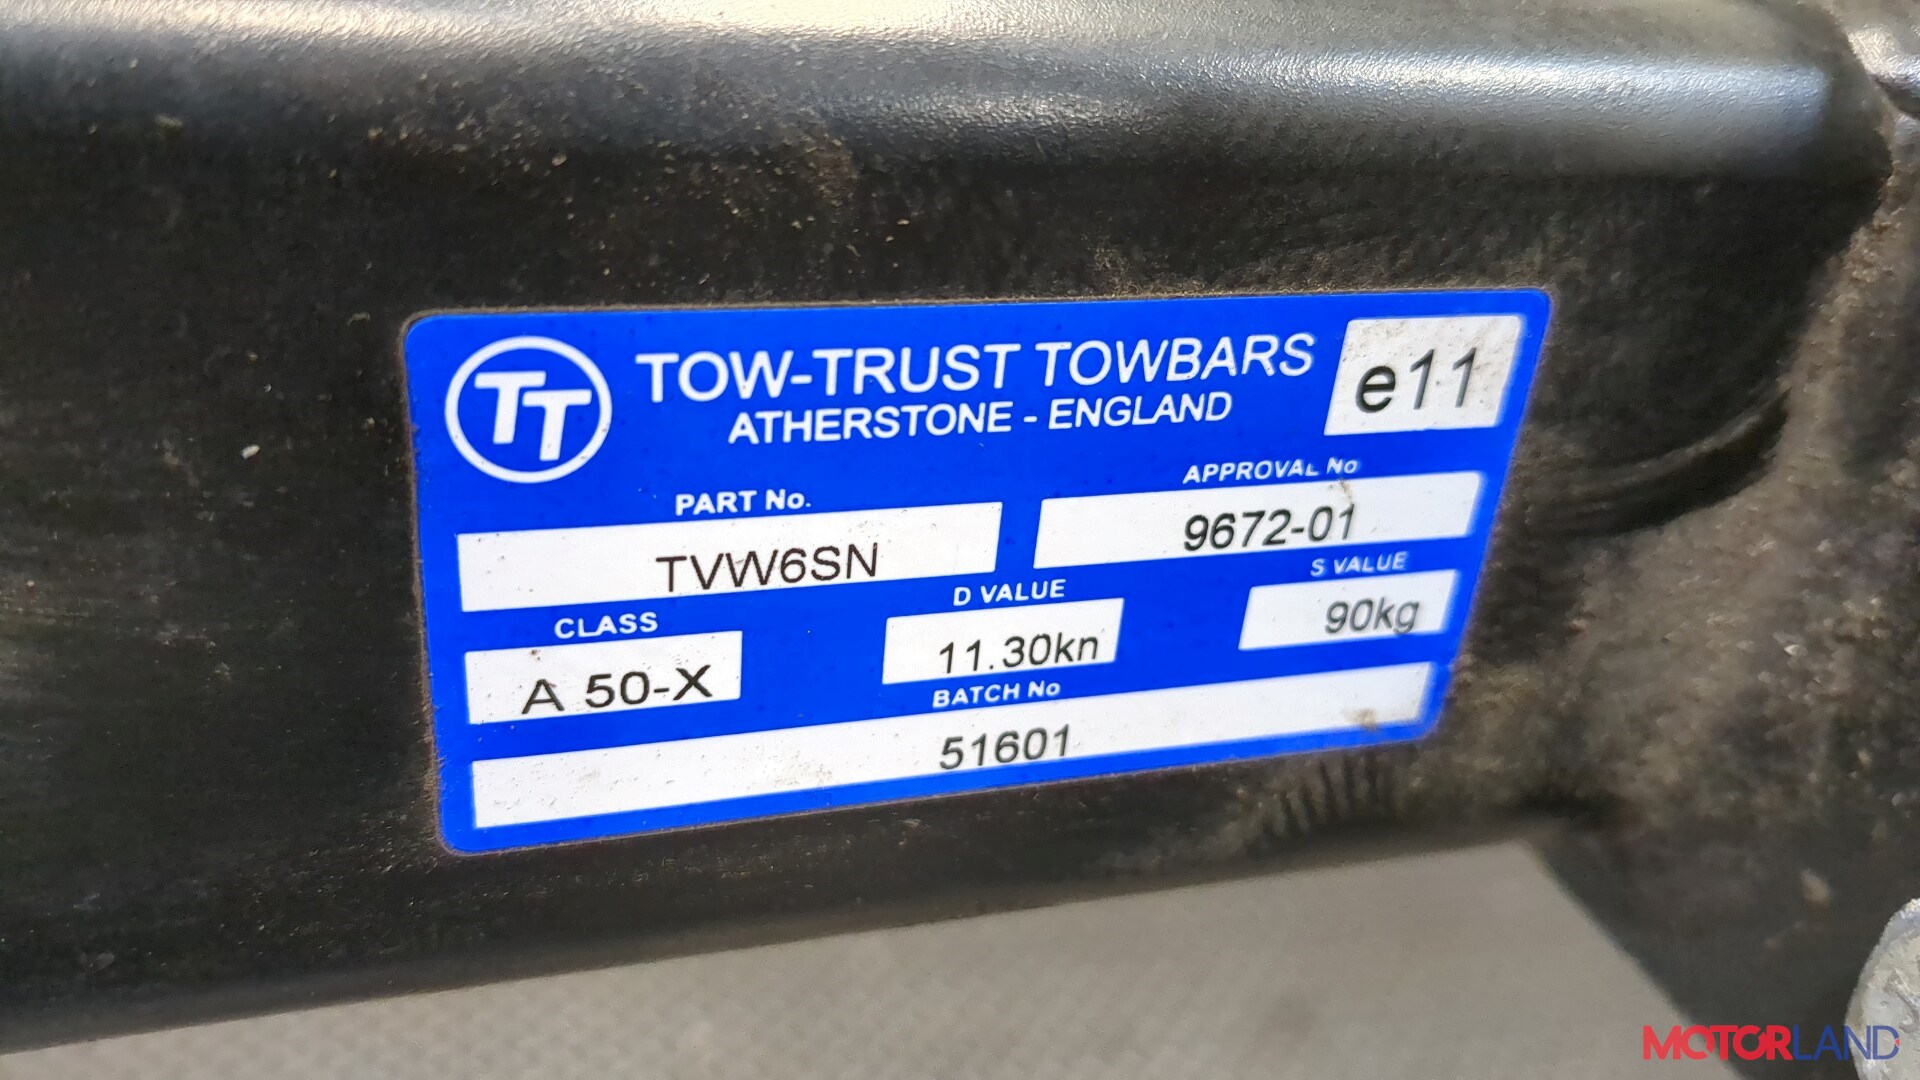 TT
TOW-TRUST TOWBARS
ATHERSTONE - ENGLAND
e11
PART No.
TVW6SN
APPROVAL No
9672-01
CLASS
A 50-X
D VALUE
11.30kn
S VALUE
90kg
BATCH No
51601
MOTORLAND